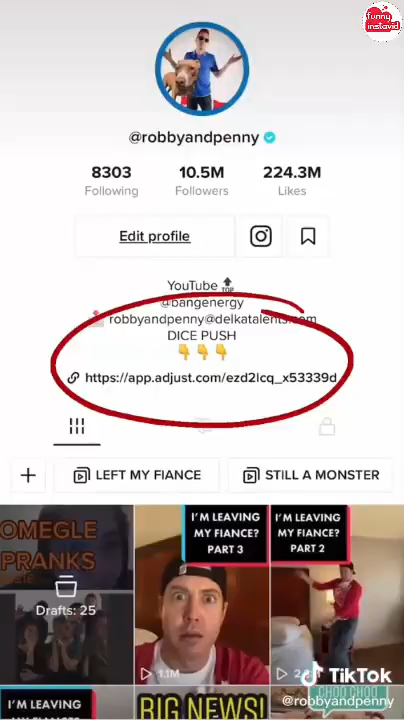 funny
instavid
@robbyandpenny
8303 10.5M 224.3M
Following Followers Likes
Edit profile
YouTube 🔝
@bangenergy
robbyandpenny@delkatalents.com
DICE PUSH
👇👇👇
https://app.adjust.com/ezd2lcq_x53339d
+ LEFT MY FIANCE STILL A MONSTER
OMEGLE
PRANKS
Drafts: 25
I'M LEAVING
MY FIANCE?
PART 3
1.1M
I'M LEAVING
MY FIANCE?
PART 2
TikTok
@robbyandpenny
I'M LEAVING
BIG NEWS!
CHOO CHOO